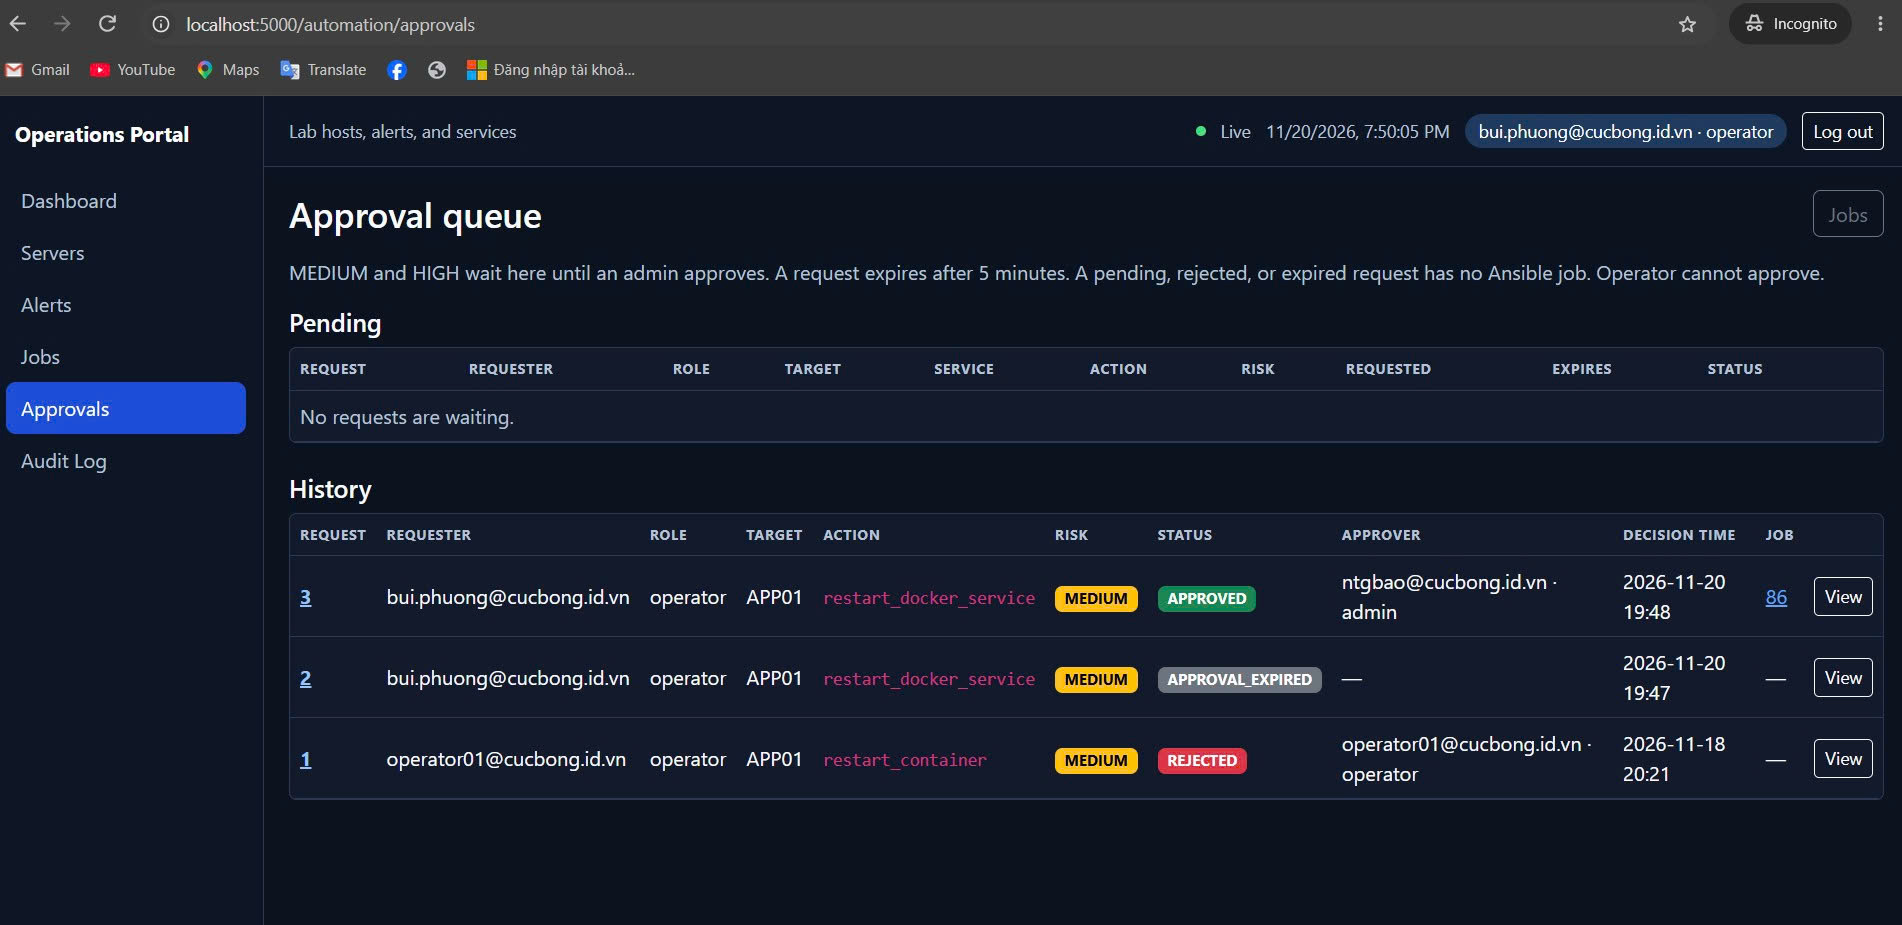 localhost:5000/automation/approvals
Incognito
Gmail YouTube Maps Translate Đăng nhập tài khoả...
Operations Portal
Lab hosts, alerts, and services
Live 11/20/2026, 7:50:05 PM bui.phuong@cucbong.id.vn · operator Log out
Dashboard
Servers
Alerts
Jobs
Approvals
Audit Log
Approval queue
Jobs
MEDIUM and HIGH wait here until an admin approves. A request expires after 5 minutes. A pending, rejected, or expired request has no Ansible job. Operator cannot approve.
Pending
REQUEST REQUESTER ROLE TARGET SERVICE ACTION RISK REQUESTED EXPIRES STATUS
No requests are waiting.
History
REQUEST REQUESTER ROLE TARGET ACTION RISK STATUS APPROVER DECISION TIME JOB
3 bui.phuong@cucbong.id.vn operator APP01 restart_docker_service MEDIUM APPROVED ntgbao@cucbong.id.vn · 2026-11-20 86 View
admin 19:48
2 bui.phuong@cucbong.id.vn operator APP01 restart_docker_service MEDIUM APPROVAL_EXPIRED — 2026-11-20 — View
19:47
1 operator01@cucbong.id.vn operator APP01 restart_container MEDIUM REJECTED operator01@cucbong.id.vn · 2026-11-18 — View
operator 20:21